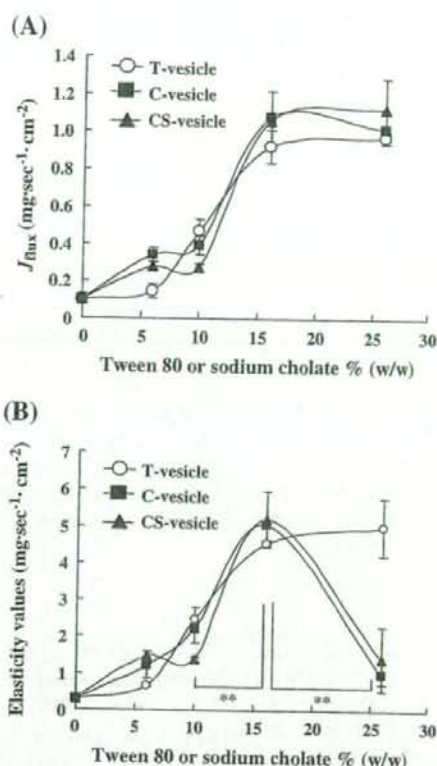 (A)
T-vesicle
C-vesicle
CS-vesicle
Jflux (mg·sec⁻¹·cm⁻²)
1.4
1.2
1.0
0.8
0.6
0.4
0.2
0
0 5 10 15 20 25 30
Tween 80 or sodium cholate % (w/w)
(B)
T-vesicle
C-vesicle
CS-vesicle
Elasticity values (mg·sec⁻¹·cm⁻²)
7
6
5
4
3
2
1
0
** **
0 5 10 15 20 25 30
Tween 80 or sodium cholate % (w/w)